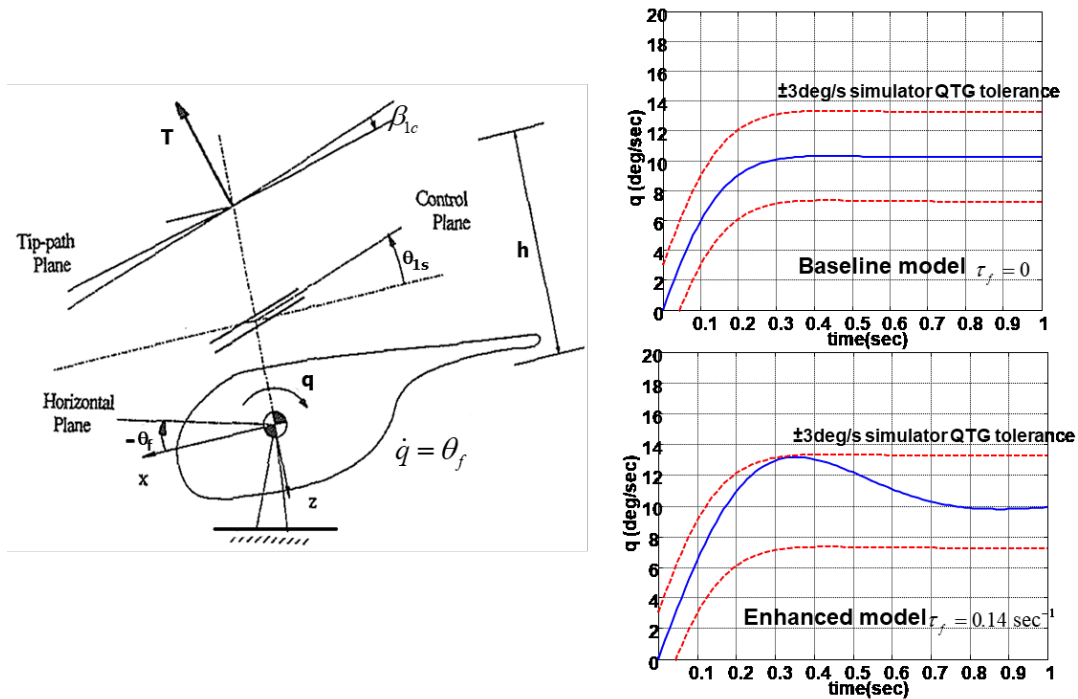 T
β1c
Tip-path
Plane
Control
Plane
θ1s
h
q
Horizontal
Plane
-θf
x
z
q̇ = θf
20
18
16
14
12
10
8
6
4
2
0
q (deg/sec)
±3deg/s simulator QTG tolerance
Baseline model τf = 0
0.1 0.2 0.3 0.4 0.5 0.6 0.7 0.8 0.9 1
time(sec)
20
18
16
14
12
10
8
6
4
2
0
q (deg/sec)
±3deg/s simulator QTG tolerance
Enhanced model τf = 0.14 sec⁻¹
0.1 0.2 0.3 0.4 0.5 0.6 0.7 0.8 0.9 1
time(sec)